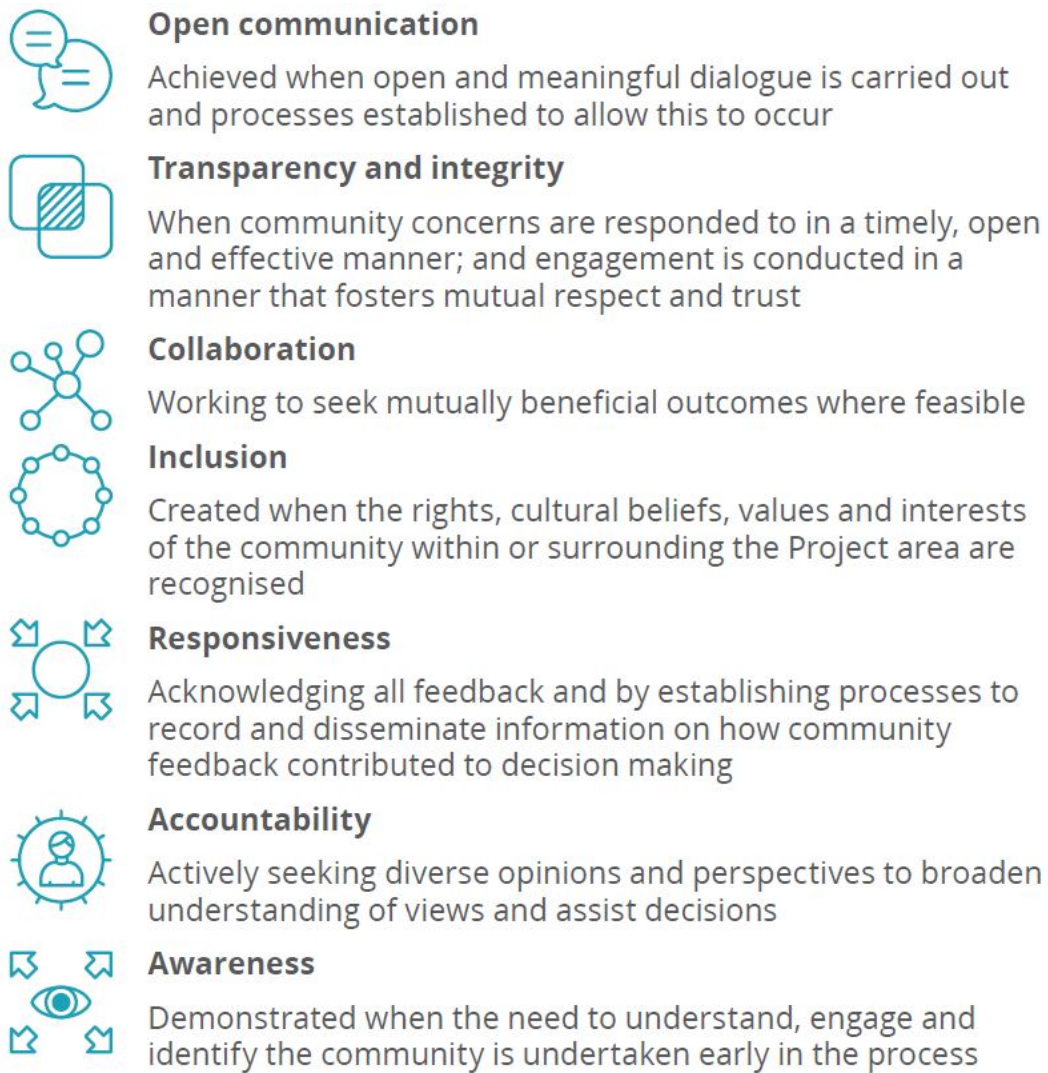 Open communication
Achieved when open and meaningful dialogue is carried out
and processes established to allow this to occur
Transparency and integrity
When community concerns are responded to in a timely, open
and effective manner; and engagement is conducted in a
manner that fosters mutual respect and trust
Collaboration
Working to seek mutually beneficial outcomes where feasible
Inclusion
Created when the rights, cultural beliefs, values and interests
of the community within or surrounding the Project area are
recognised
Responsiveness
Acknowledging all feedback and by establishing processes to
record and disseminate information on how community
feedback contributed to decision making
Accountability
Actively seeking diverse opinions and perspectives to broaden
understanding of views and assist decisions
Awareness
Demonstrated when the need to understand, engage and
identify the community is undertaken early in the process